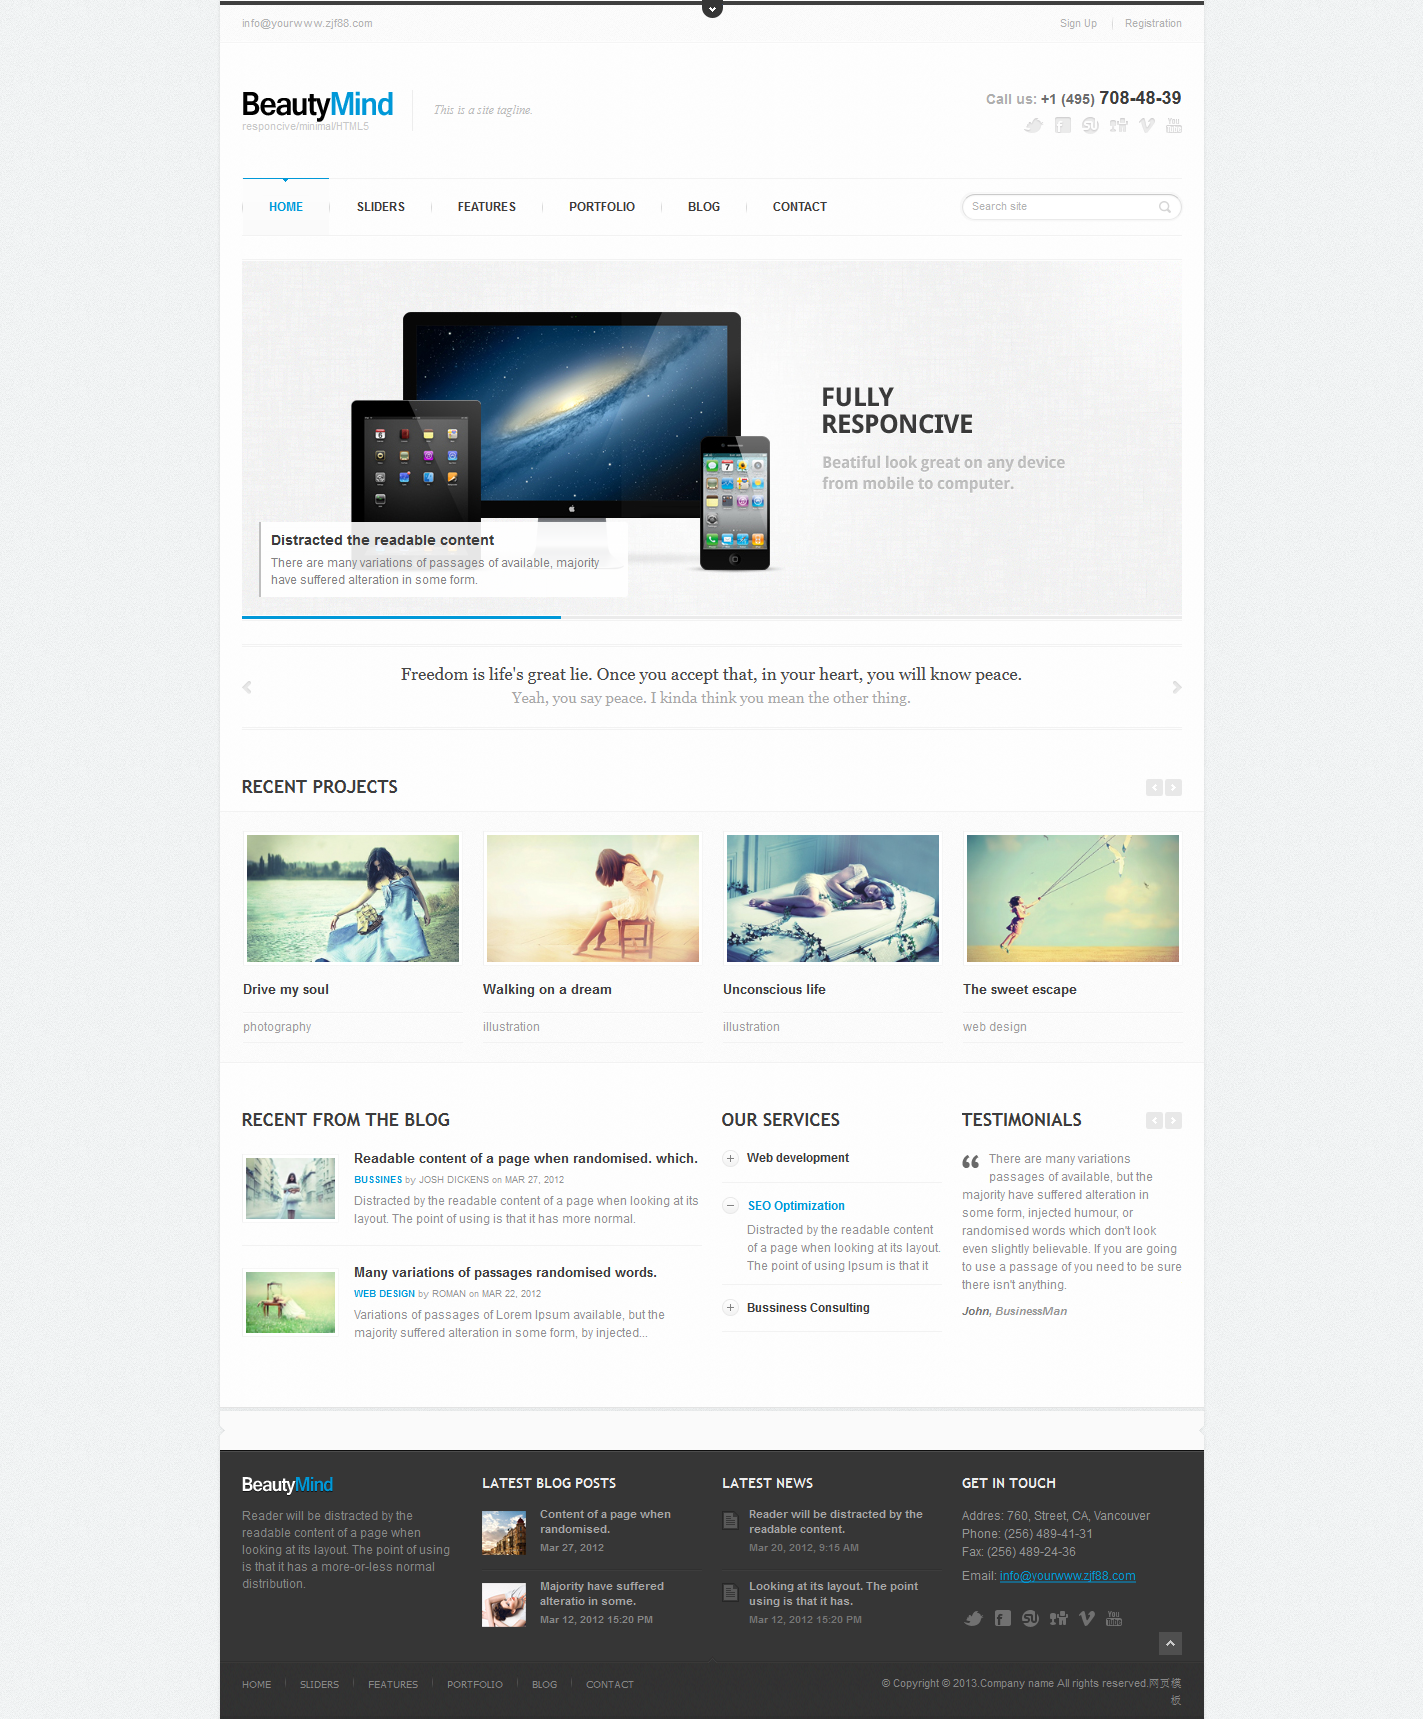 info@yourwww.zjf88.com
Sign Up
Registration
BeautyMind
responcive/minimal/HTML5
This is a site tagline.
Call us: +1 (495) 708-48-39
HOME
SLIDERS
FEATURES
PORTFOLIO
BLOG
CONTACT
Search site
FULLY
RESPONCIVE
Beatiful look great on any device
from mobile to computer.
Distracted the readable content
There are many variations of passages of available, majority
have suffered alteration in some form.
Freedom is life's great lie. Once you accept that, in your heart, you will know peace.
Yeah, you say peace. I kinda think you mean the other thing.
RECENT PROJECTS
Drive my soul
photography
Walking on a dream
illustration
Unconscious life
illustration
The sweet escape
web design
RECENT FROM THE BLOG
Readable content of a page when randomised. which.
BUSSINES by JOSH DICKENS on MAR 27, 2012
Distracted by the readable content of a page when looking at its
layout. The point of using is that it has more normal.
Many variations of passages randomised words.
WEB DESIGN by ROMAN on MAR 22, 2012
Variations of passages of Lorem Ipsum available, but the
majority suffered alteration in some form, by injected...
OUR SERVICES
Web development
SEO Optimization
Distracted by the readable content
of a page when looking at its layout.
The point of using Ipsum is that it
Bussiness Consulting
TESTIMONIALS
There are many variations
passages of available, but the
majority have suffered alteration in
some form, injected humour, or
randomised words which don't look
even slightly believable. If you are going
to use a passage of you need to be sure
there isn't anything.
John, BusinessMan
BeautyMind
Reader will be distracted by the
readable content of a page when
looking at its layout. The point of using
is that it has a more-or-less normal
distribution.
LATEST BLOG POSTS
Content of a page when
randomised.
Mar 27, 2012
Majority have suffered
alteratio in some.
Mar 12, 2012 15:20 PM
LATEST NEWS
Reader will be distracted by the
readable content.
Mar 20, 2012, 9:15 AM
Looking at its layout. The point
using is that it has.
Mar 12, 2012 15:20 PM
GET IN TOUCH
Addres: 760, Street, CA, Vancouver
Phone: (256) 489-41-31
Fax: (256) 489-24-36
Email: info@yourwww.zjf88.com
HOME
SLIDERS
FEATURES
PORTFOLIO
BLOG
CONTACT
© Copyright © 2013.Company name All rights reserved.网页模
板